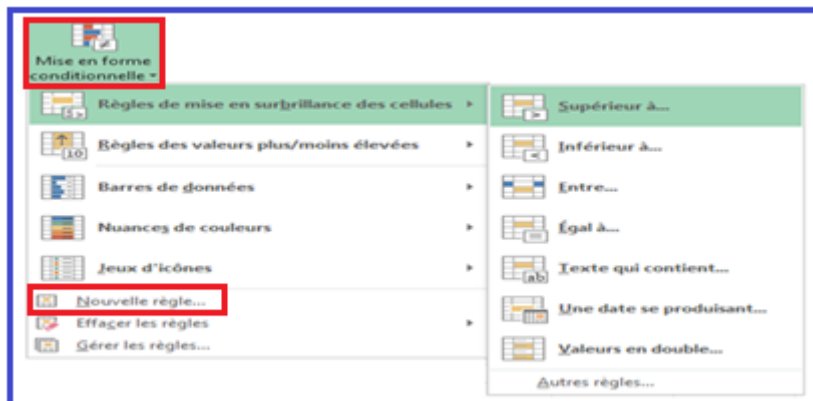 Mise en forme
conditionnelle
Règles de mise en surbrillance des cellules
Règles des valeurs plus/moins élevées
10
Barres de données
Nuances de couleurs
Jeux d'icônes
Nouvelle règle...
Effacer les règles
Gérer les règles...
Supérieur à...
Inférieur à...
Entre...
Égal à...
ab
Texte qui contient...
Une date se produisant...
Valeurs en double...
Autres règles...